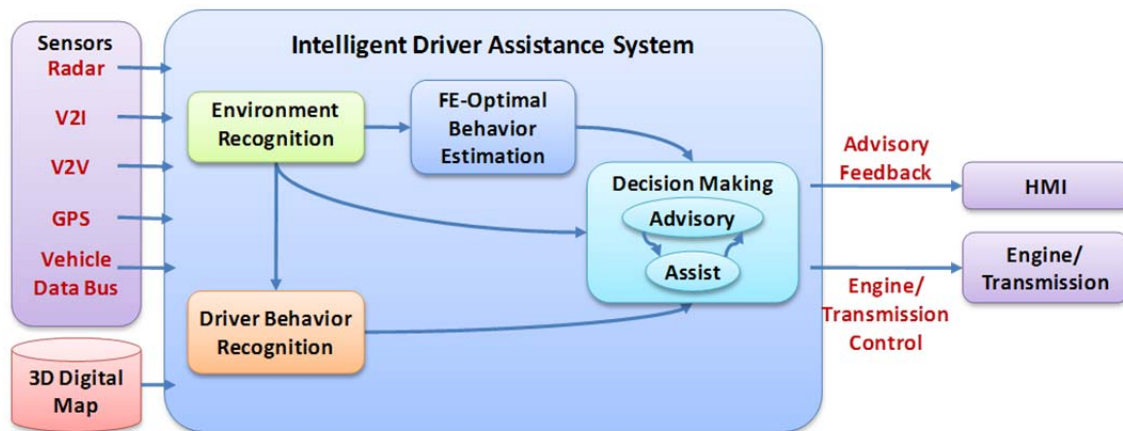 Sensors
Radar
V2I
V2V
GPS
Vehicle
Data Bus
3D Digital
Map
Intelligent Driver Assistance System
Environment
Recognition
FE-Optimal
Behavior
Estimation
Driver Behavior
Recognition
Decision Making
Advisory
Assist
Advisory
Feedback
Engine/
Transmission
Control
HMI
Engine/
Transmission